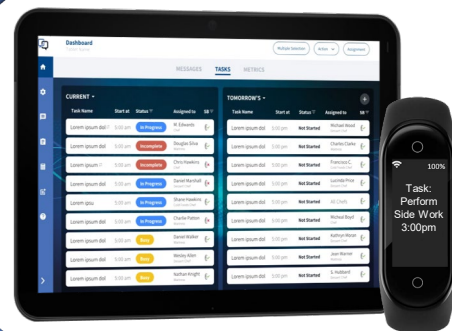 Dashboard
Multiple Selection
Action
Assignment
MESSAGES TASKS METRICS
CURRENT
Task Name Start at Status Assigned to SB
Lorem ipsum dol 5:00 pm In Progress M. Edwards
Lorem ipsum dol 5:00 pm Incomplete Douglas Silva
Lorem ipsum 5:00 pm Incomplete Chris Hawkins
Lorem ipsum dol 5:00 pm In Progress Daniel Marshall
Lorem ipsu 5:00 pm In Progress Shane Hawkins
Lorem ipsum dol 5:00 pm In Progress Charlie Patton
Lorem ipsum dol 5:00 pm Busy Daniel Walker
Lorem ipsum dol 5:00 pm Busy Wesley Allen
Lorem ipsum dol 5:00 pm Busy Nathan Knight
TOMORROW'S
Task Name Start at Status Assigned to SB
Lorem ipsum dol 5:00 pm Not Started Michael
Lorem ipsum dol 5:00 pm Not Started Charles Clarke
Lorem ipsum dol 5:00 pm Not Started Francisco C.
Lorem ipsum dol 5:00 pm Not Started Lucinda Price
Lorem ipsum dol 5:00 pm Not Started All Chefs
Lorem ipsum dol 5:00 pm Not Started Michael Boyd
Lorem ipsum dol 5:00 pm Not Started Kathryn
Lorem ipsum dol 5:00 pm Not Started Jean Warren
Lorem ipsum dol 5:00 pm Not Started S. Hubbard
100%
Task:
Perform
Side Work
3:00pm